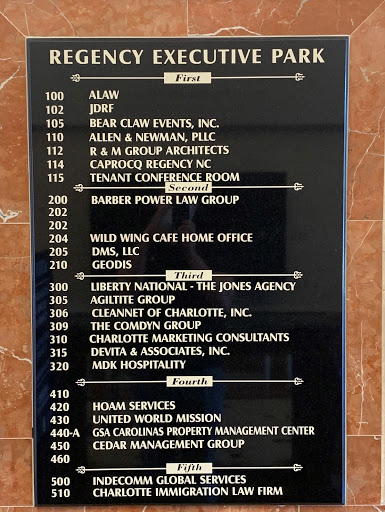 REGENCY EXECUTIVE PARK
First
100 ALAW
102 JDRF
105 BEAR CLAW EVENTS, INC.
110 ALLEN & NEWMAN, PLLC
112 R & M GROUP ARCHITECTS
114 CAPROCQ REGENCY NC
115 TENANT CONFERENCE ROOM
Second
200 BARBER POWER LAW GROUP
202
202
204 WILD WING CAFE HOME OFFICE
205 DMS, LLC
210 GEODIS
Third
300 LIBERTY NATIONAL - THE JONES AGENCY
305 AGILTITE GROUP
306 CLEANNET OF CHARLOTTE, INC.
309 THE COMDYN GROUP
310 CHARLOTTE MARKETING CONSULTANTS
315 DEVITA & ASSOCIATES, INC.
320 MDK HOSPITALITY
Fourth
410
420 HOAM SERVICES
430 UNITED WORLD MISSION
440-A GSA CAROLINAS PROPERTY MANAGEMENT CENTER
450 CEDAR MANAGEMENT GROUP
460
Fifth
500 INDECOMM GLOBAL SERVICES
510 CHARLOTTE IMMIGRATION LAW FIRM